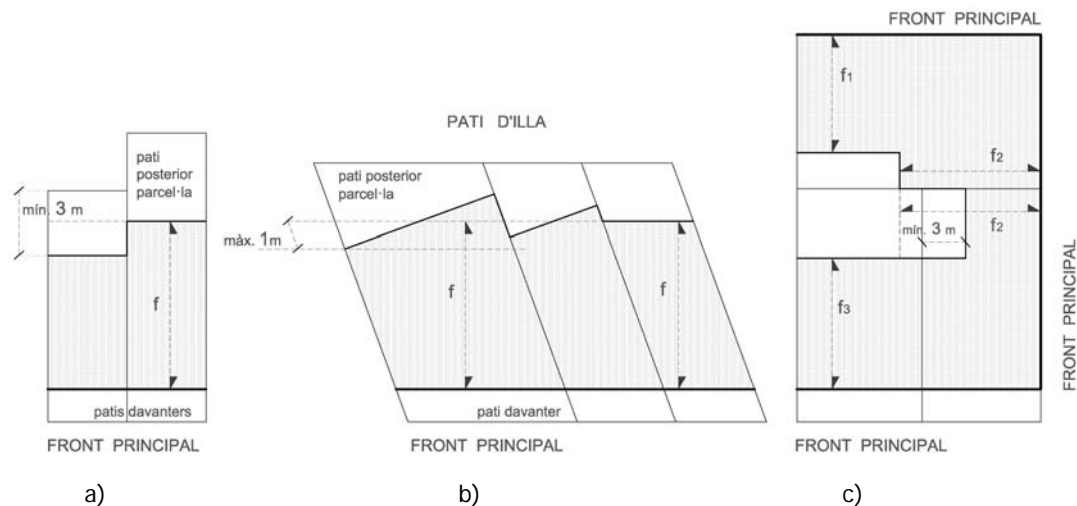 FRONT PRINCIPAL
f1
PATI D'ILLA
pati
posterior
parcel·la
pati posterior
parcel·la
f2
mín. 3 m
màx. 1m
f2
mín. 3 m
f
f
f
f3
FRONT PRINCIPAL
patis davanters
pati davanter
FRONT PRINCIPAL
FRONT PRINCIPAL
FRONT PRINCIPAL
a)
b)
c)